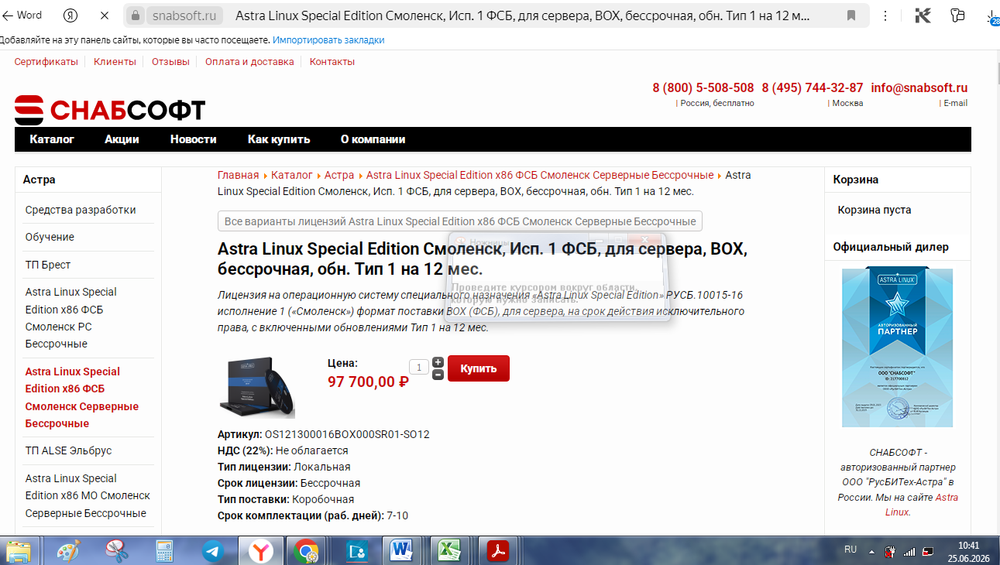 Word
snabsoft.ru
Astra Linux Special Edition Смоленск, Исп. 1 ФСБ, для сервера, BOX, бессрочная, обн. Тип 1 на 12 м...
28
Добавляйте на эту панель сайты, которые вы часто посещаете. Импортировать закладки
Сертификаты
Клиенты
Отзывы
Оплата и доставка
Контакты
СНАБСОФТ
8 (800) 5-508-508
| Россия, бесплатно
8 (495) 744-32-87
| Москва
info@snabsoft.ru
| E-mail
Каталог
Акции
Новости
Как купить
О компании
Астра
Средства разработки
Обучение
ТП Брест
Astra Linux Special
Edition x86 ФСБ
Смоленск РС
Бессрочные
Astra Linux Special
Edition x86 ФСБ
Смоленск Серверные
Бессрочные
ТП ALSE Эльбрус
Astra Linux Special
Edition x86 МО Смоленск
Серверные Бессрочные
Главная
Каталог
Астра
Astra Linux Special Edition x86 ФСБ Смоленск Серверные Бессрочные
Astra
Linux Special Edition Смоленск, Исп. 1 ФСБ, для сервера, BOX, бессрочная, обн. Тип 1 на 12 мес.
Все варианты лицензий Astra Linux Special Edition x86 ФСБ Смоленск Серверные Бессрочные
Astra Linux Special Edition Смоленск, Исп. 1 ФСБ, для сервера, BOX,
бессрочная, обн. Тип 1 на 12 мес.
Лицензия на операционную систему специального назначения «Astra Linux Special Edition» РУСБ.10015-16
исполнение 1 («Смоленск») формат поставки BOX (ФСБ), для сервера, на срок действия исключительного
права, с включенными обновлениями Тип 1 на 12 мес.
Ножницы
Проведите курсором вокруг области,
которую нужно записать.
Цена:
97 700,00 ₽
1
Купить
Артикул: OS121300016BOX000SR01-SO12
НДС (22%): Не облагается
Тип лицензии: Локальная
Срок лицензии: Бессрочная
Тип поставки: Коробочная
Срок комплектации (раб. дней): 7-10
Корзина
Корзина пуста
Официальный дилер
ASTRA LINUX
АВТОРИЗОВАННЫЙ
ПАРТНЕР
ООО "СНАБСОФТ"
СНАБСОФТ -
авторизованный партнер
ООО "РусБИТех-Астра" в
России. Мы на сайте Astra
Linux.
RU
10:41
25.06.2026